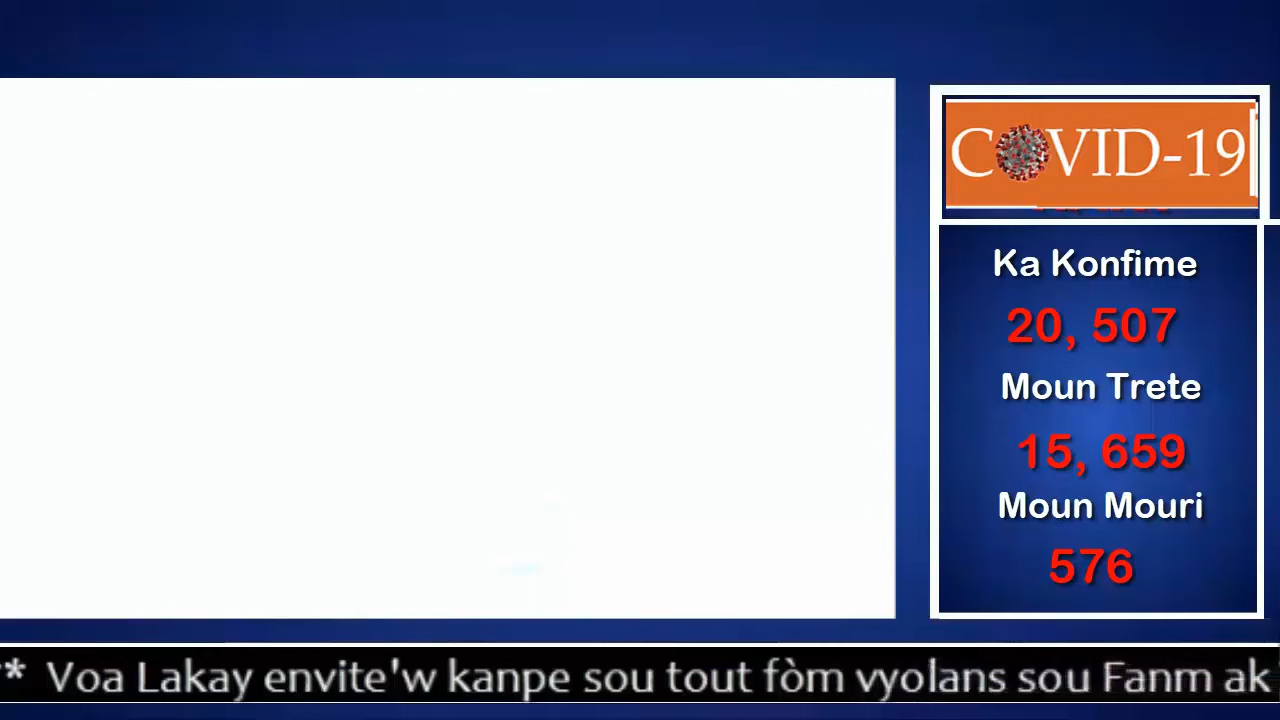 COVID-19
Ka Konfime
20, 507
Moun Trete
15, 659
Moun Mouri
576
* Voa Lakay envite'w kanpe sou tout fòm vyolans sou Fanm ak